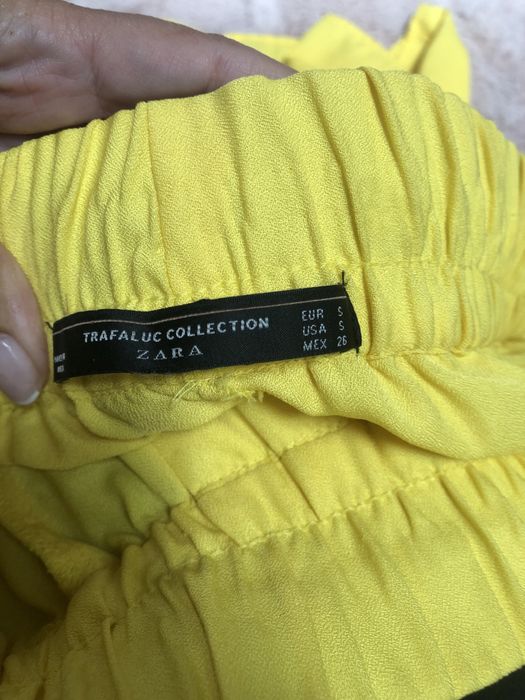 TRAFALUC COLLECTION
ZARA
EUR S
USA S
MEX 26